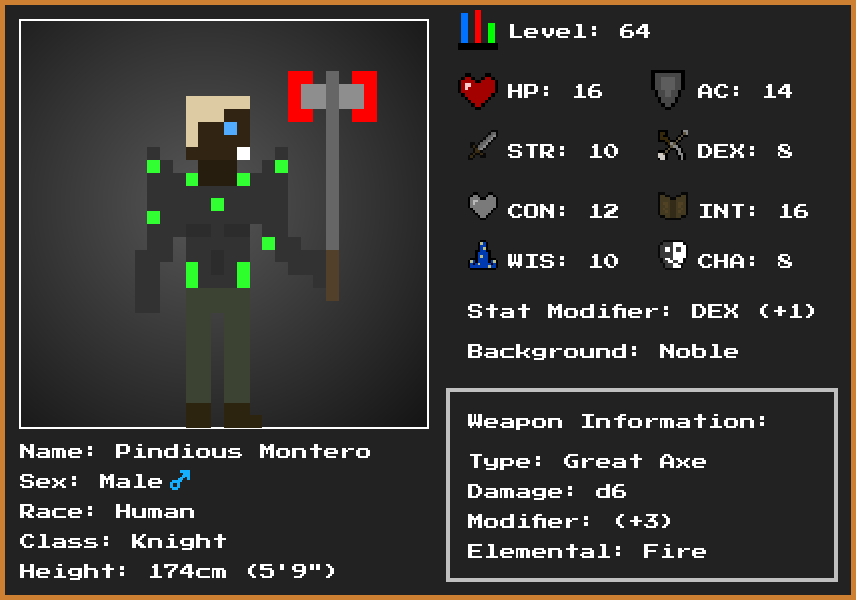 Level: 64
HP: 16
AC: 14
STR: 10
DEX: 8
CON: 12
INT: 16
WIS: 10
CHA: 8
Stat Modifier: DEX (+1)
Background: Noble
Weapon Information:
Type: Great Axe
Damage: d6
Modifier: (+3)
Elemental: Fire
Name: Pindious Montero
Sex: Male♂
Race: Human
Class: Knight
Height: 174cm (5'9")